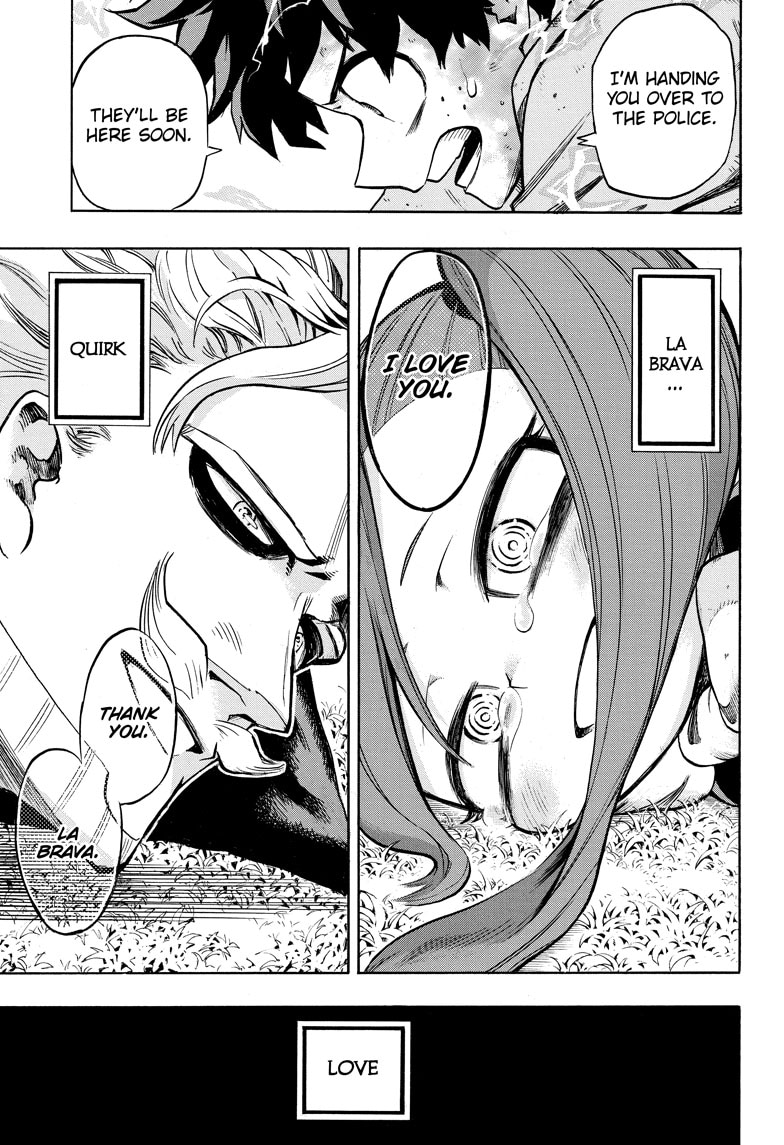 I'M HANDING
YOU OVER TO
THE POLICE.
THEY'LL BE
HERE SOON.
LA
BRAVA
...
I LOVE
YOU.
QUIRK
THANK
YOU.
LA
BRAVA.
LOVE